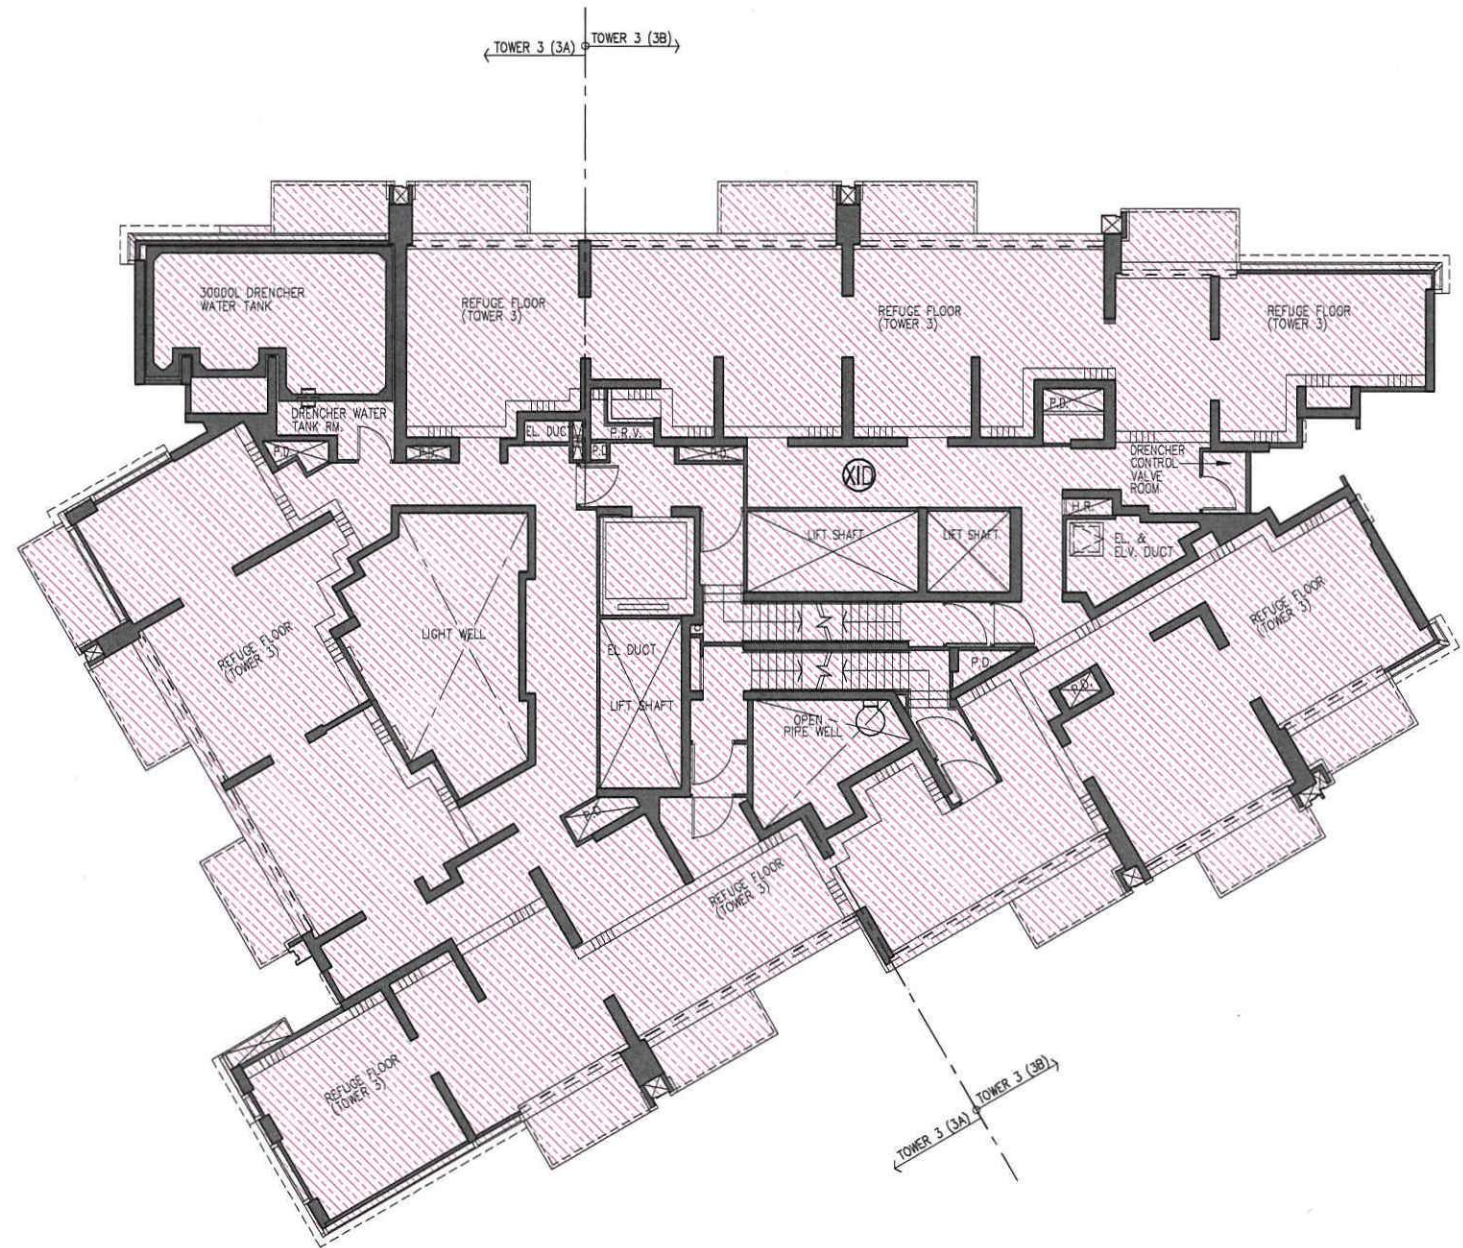 TOWER 3 (3A)
TOWER 3 (3B)
30000L DRENCHER
WATER TANK
REFUGE FLOOR
(TOWER 3)
REFUGE FLOOR
(TOWER 3)
REFUGE FLOOR
(TOWER 3)
DRENCHER WATER
TANK RM.
EL. DUCT
P.R.V.
P.D.
P.D.
P.D.
P.D.
P.D.
P.D.
DRENCHER
CONTROL
VALVE
ROOM
XID
H.R.
LIFT SHAFT
LIFT SHAFT
EL. &
ELV. DUCT
REFUGE FLOOR
(TOWER 3)
REFUGE FLOOR
(TOWER 3)
LIGHT WELL
EL. DUCT
P.D.
P.D.
LIFT SHAFT
OPEN
PIPE WELL
P.D.
REFUGE FLOOR
(TOWER 3)
REFUGE FLOOR
(TOWER 3)
TOWER 3 (3B)
TOWER 3 (3A)